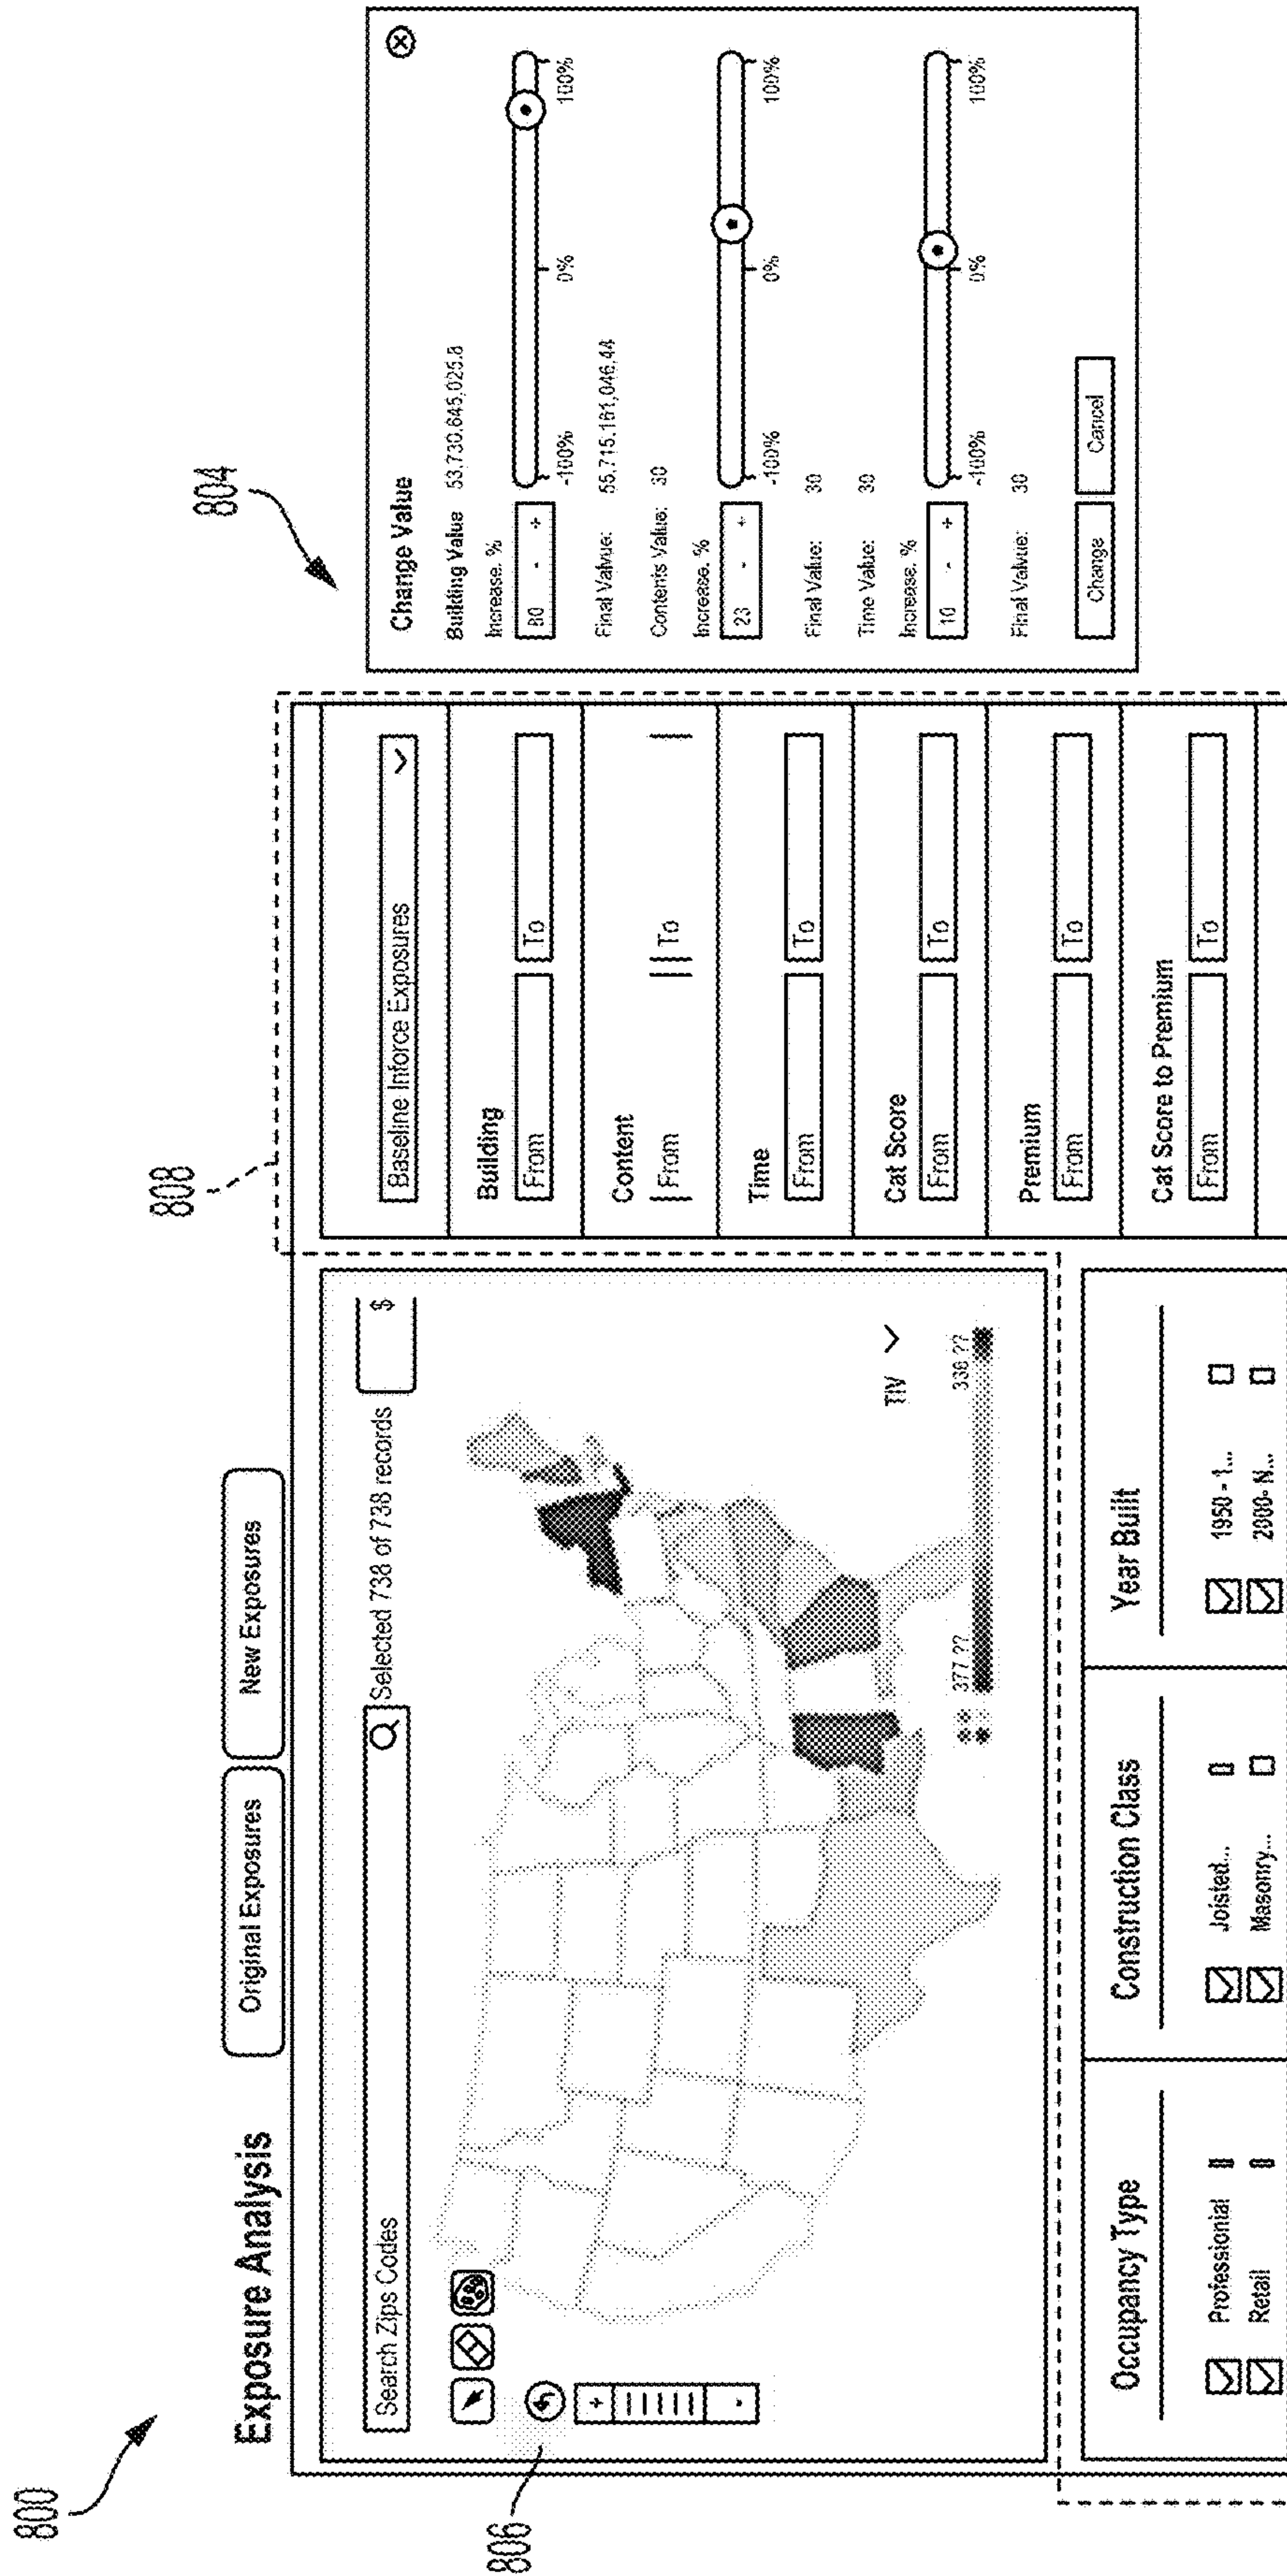 800
Exposure Analysis
Original Exposures
New Exposures
806
Search Zips Codes
Selected 738 of 738 records
$
+
-
TIV
377 ??
336 ??
808
Baseline Inforce Exposures
Building
From To
Content
From To
Time
From To
Cat Score
From To
Premium
From To
Cat Score to Premium
From To
Occupancy Type
Professional
Retail
Construction Class
Joisted...
Masonry...
Year Built
1950 - 1...
2000- N...
804
Change Value
Building Value 53,730,645,025.8
Increase. %
80 - +
-100% 0% 100%
Final Valvue: 55,715,161,046.44
Contents Value: 30
Increase. %
23 - +
-100% 0% 100%
Final Value: 30
Time Value: 30
Increase. %
10 - +
-100% 0% 100%
Final Valvue: 30
Change Cancel